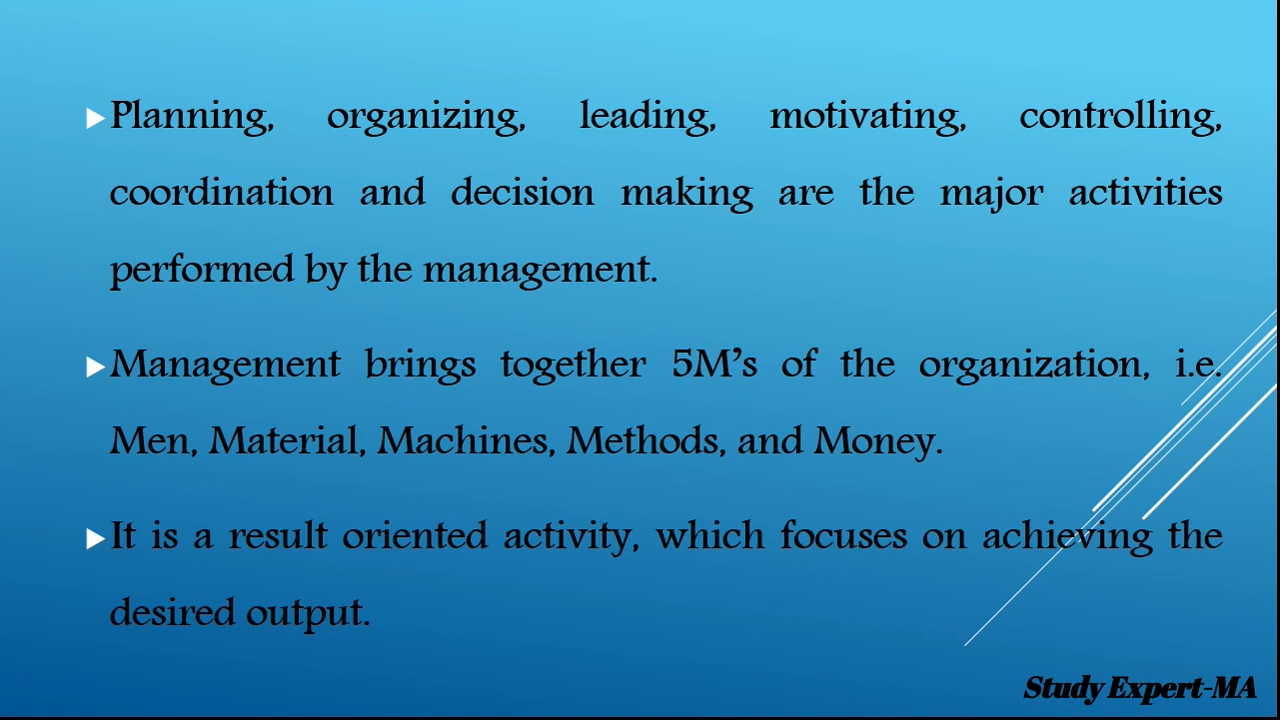 Planning, organizing, leading, motivating, controlling,
coordination and decision making are the major activities
performed by the management.
Management brings together 5M’s of the organization, i.e.
Men, Material, Machines, Methods, and Money.
It is a result oriented activity, which focuses on achieving the
desired output.
Study Expert-MA